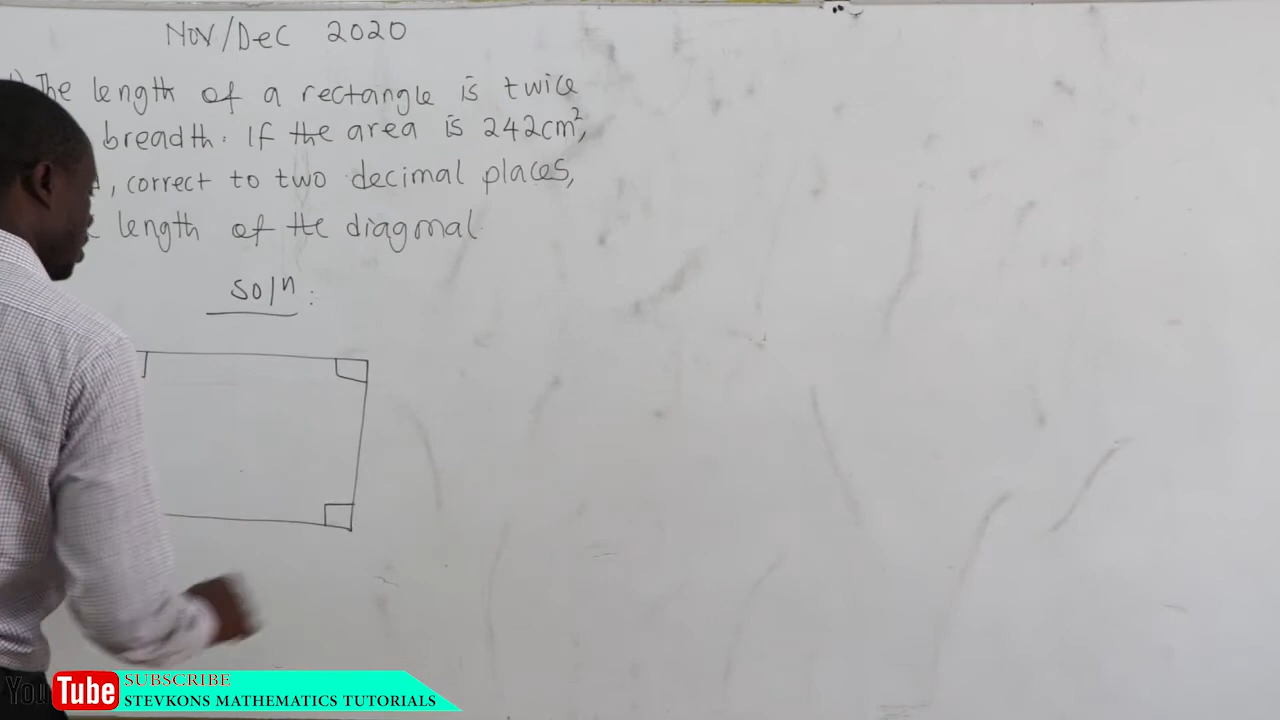 Nov/Dec 2020
The length of a rectangle is twice
breadth. If the area is 242cm²,
, correct to two decimal places,
length of the diagonal
Soln:
YouTube
SUBSCRIBE
STEVKONS MATHEMATICS TUTORIALS